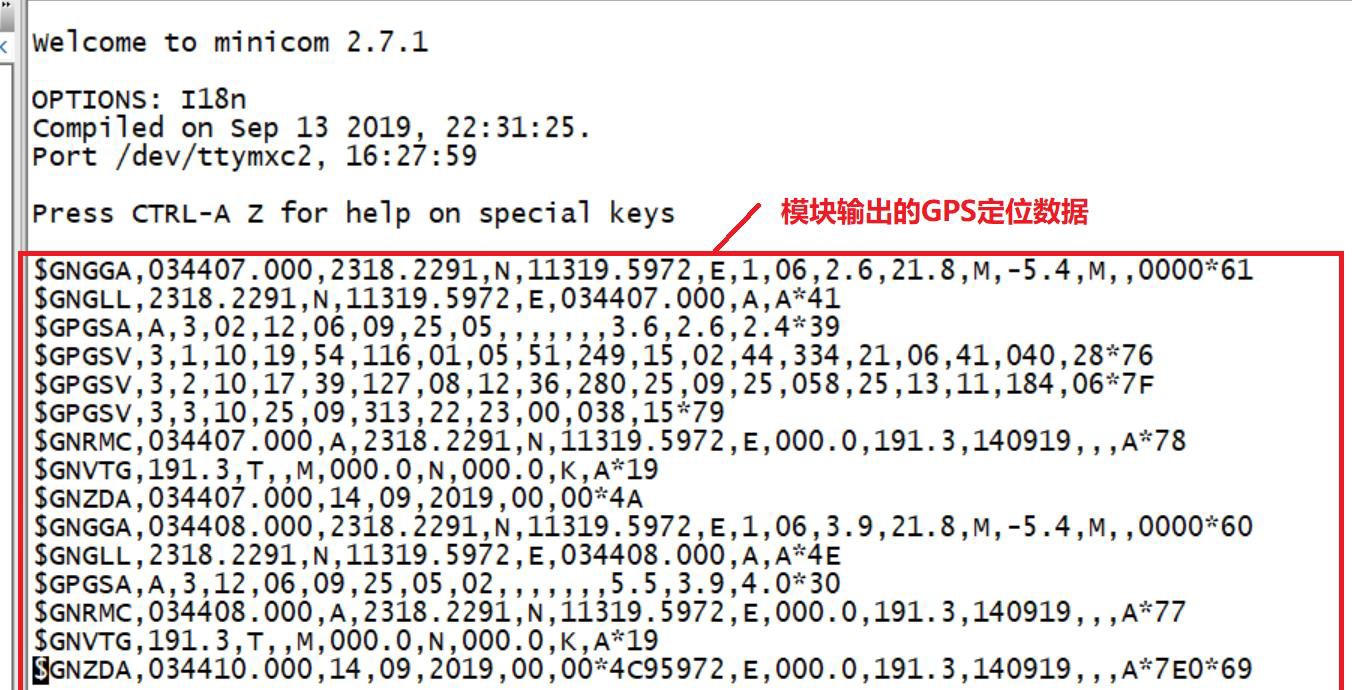 Welcome to minicom 2.7.1
OPTIONS: I18n
Compiled on Sep 13 2019, 22:31:25.
Port /dev/ttymxc2, 16:27:59
Press CTRL-A Z for help on special keys
模块输出的GPS定位数据
$GNGGA,034407.000,2318.2291,N,11319.5972,E,1,06,2.6,21.8,M,-5.4,M,,0000*61
$GNGLL,2318.2291,N,11319.5972,E,034407.000,A,A*41
$GPGSA,A,3,02,12,06,09,25,05,,,,,,,3.6,2.6,2.4*39
$GPGSV,3,1,10,19,54,116,01,05,51,249,15,02,44,334,21,06,41,040,28*76
$GPGSV,3,2,10,17,39,127,08,12,36,280,25,09,25,058,25,13,11,184,06*7F
$GPGSV,3,3,10,25,09,313,22,23,00,038,15*79
$GNRMC,034407.000,A,2318.2291,N,11319.5972,E,000.0,191.3,140919,,,A*78
$GNVTG,191.3,T,,M,000.0,N,000.0,K,A*19
$GNZDA,034407.000,14,09,2019,00,00*4A
$GNGGA,034408.000,2318.2291,N,11319.5972,E,1,06,3.9,21.8,M,-5.4,M,,0000*60
$GNGLL,2318.2291,N,11319.5972,E,034408.000,A,A*4E
$GPGSA,A,3,12,06,09,25,05,02,,,,,,,5.5,3.9,4.0*30
$GNRMC,034408.000,A,2318.2291,N,11319.5972,E,000.0,191.3,140919,,,A*77
$GNVTG,191.3,T,,M,000.0,N,000.0,K,A*19
$GNZDA,034410.000,14,09,2019,00,00*4C95972,E,000.0,191.3,140919,,,A*7E0*69